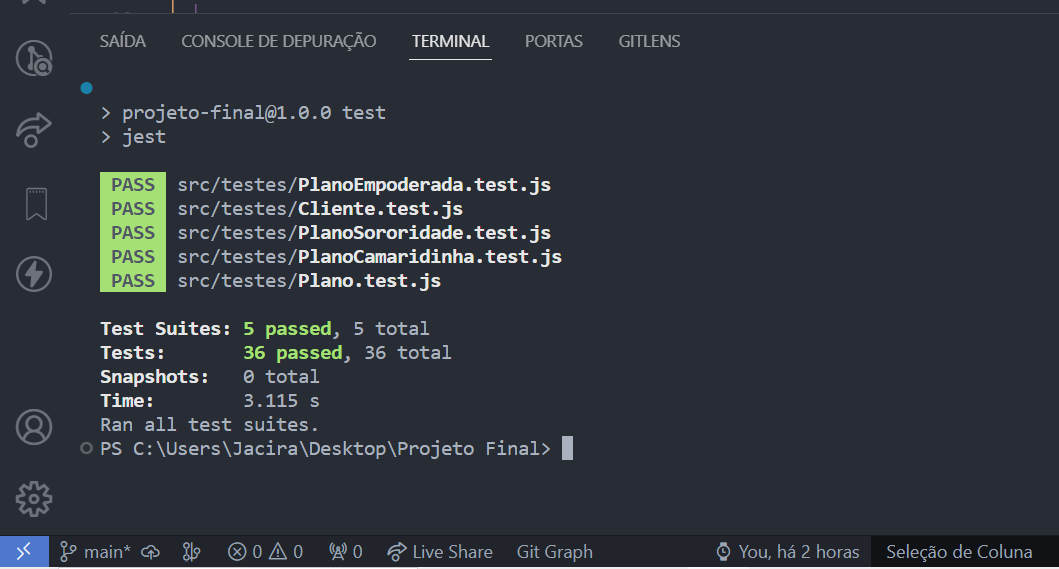 SAÍDA CONSOLE DE DEPURAÇÃO TERMINAL PORTAS GITLENS
> projeto-final@1.0.0 test
> jest
PASS src/testes/PlanoEmpoderada.test.js
PASS src/testes/Cliente.test.js
PASS src/testes/PlanoSororidade.test.js
PASS src/testes/PlanoCamaridinha.test.js
PASS src/testes/Plano.test.js
Test Suites: 5 passed, 5 total
Tests: 36 passed, 36 total
Snapshots: 0 total
Time: 3.115 s
Ran all test suites.
PS C:\Users\Jacira\Desktop\Projeto Final>
main* 0 0 0 Live Share Git Graph You, há 2 horas Seleção de Coluna